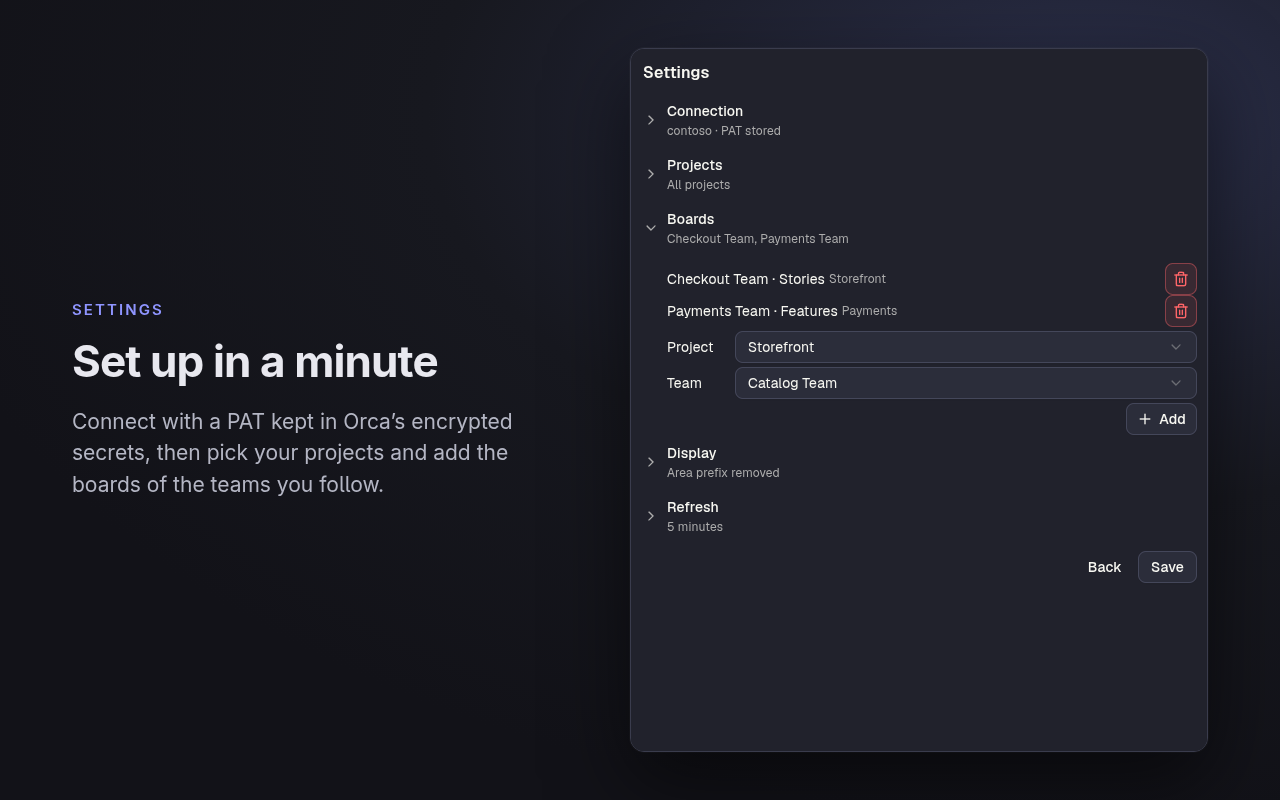 SETTINGS
Set up in a minute
Connect with a PAT kept in Orca’s encrypted
secrets, then pick your projects and add the
boards of the teams you follow.
Settings
Connection
contoso · PAT stored
Projects
All projects
Boards
Checkout Team, Payments Team
Checkout Team · Stories Storefront
Payments Team · Features Payments
Project Storefront
Team Catalog Team
Add
Display
Area prefix removed
Refresh
5 minutes
Back Save